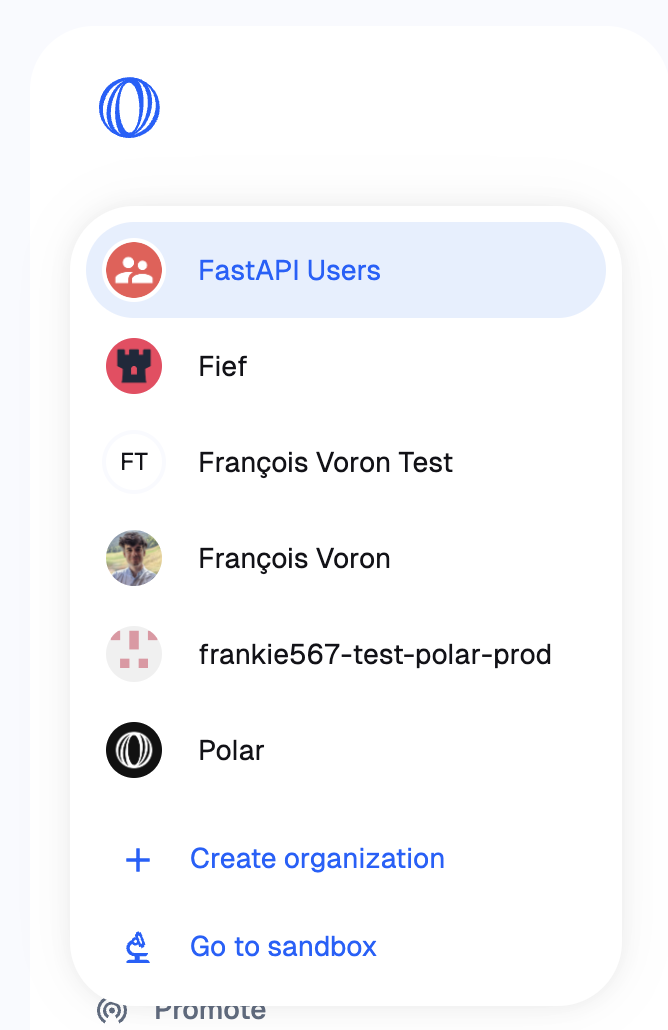 FastAPI Users
Fief
FT
François Voron Test
François Voron
frankie567-test-polar-prod
Polar
Create organization
Go to sandbox
Promote